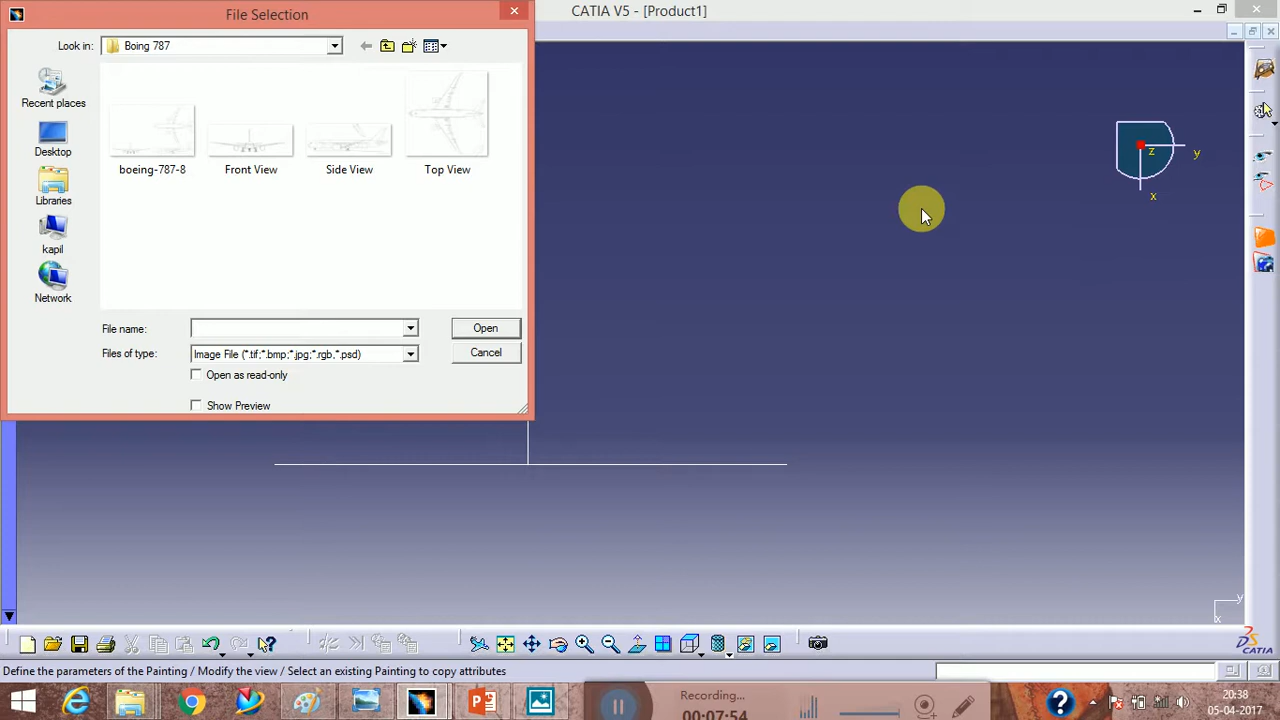 File Selection
CATIA V5 - [Product1]
Look in:
Boing 787
Recent places
Desktop
Libraries
kapil
Network
boeing-787-8
Front View
Side View
Top View
File name:
Open
Files of type:
Image File (*.tif;*.bmp;*.jpg;*.rgb,*.psd)
Cancel
Open as read-only
Show Preview
z
y
x
y
x
CATIA
Define the parameters of the Painting / Modify the view / Select an existing Painting to copy attributes
Recording...
00:07:54
20:38
05-04-2017